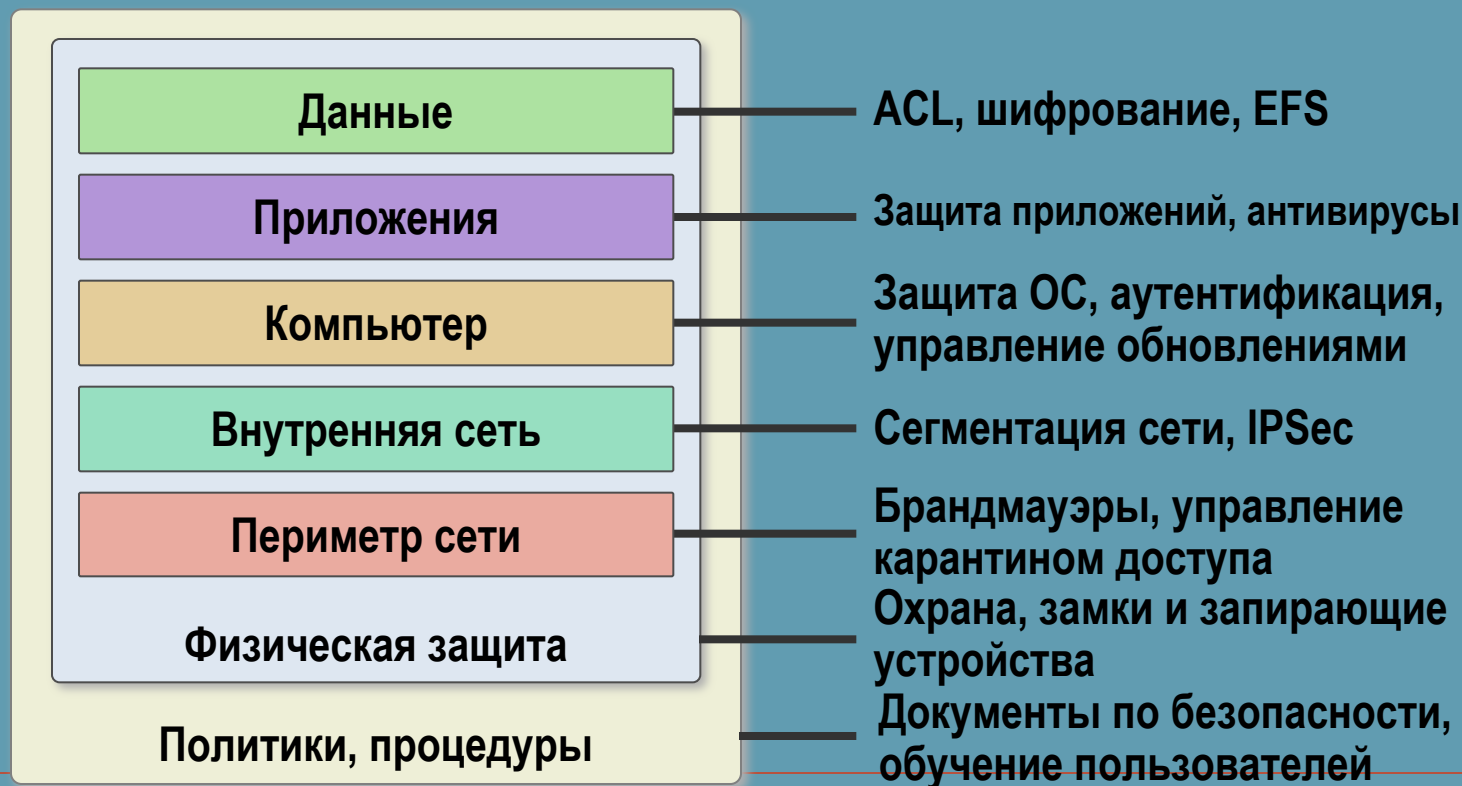 Данные
ACL, шифрование, EFS
Приложения
Защита приложений, антивирусы
Компьютер
Защита ОС, аутентификация,
управление обновлениями
Внутренняя сеть
Сегментация сети, IPSec
Периметр сети
Брандмауэры, управление
карантином доступа
Физическая защита
Охрана, замки и запирающие
устройства
Политики, процедуры
Документы по безопасности,
обучение пользователей